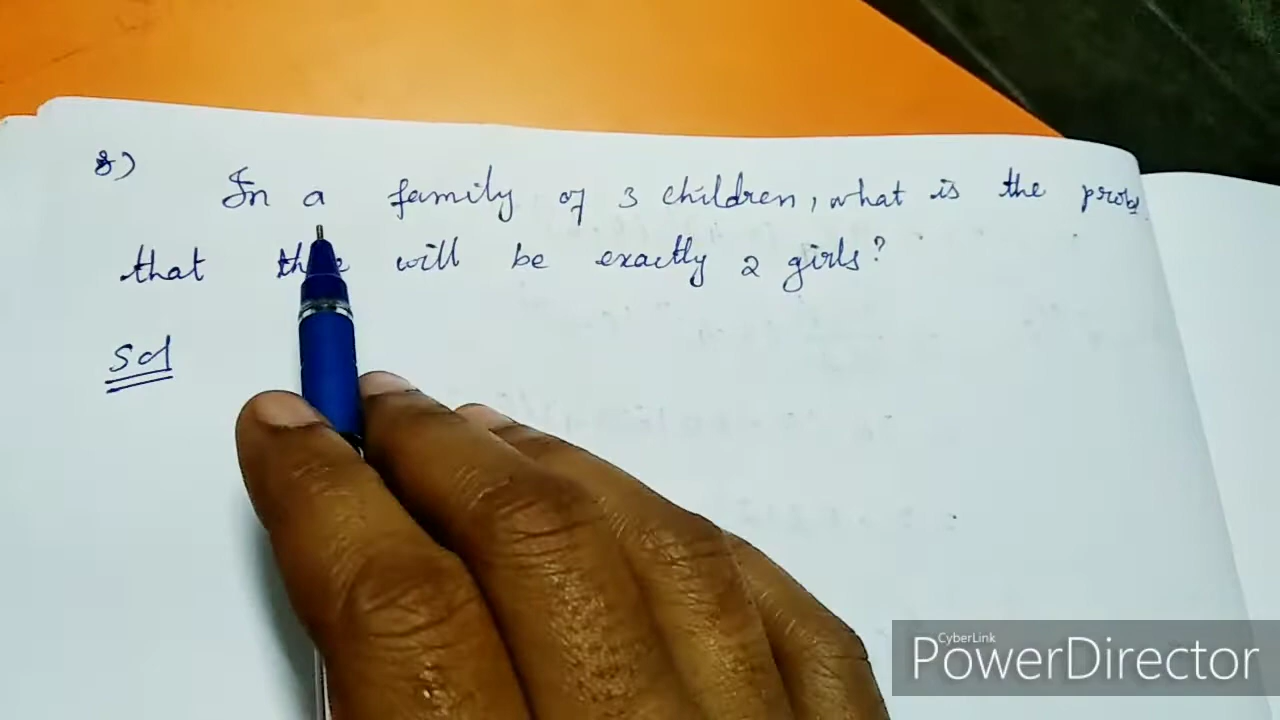 8) In a family of 3 children, what is the prob
that there will be exactly 2 girls?
Sol
CyberLink
PowerDirector